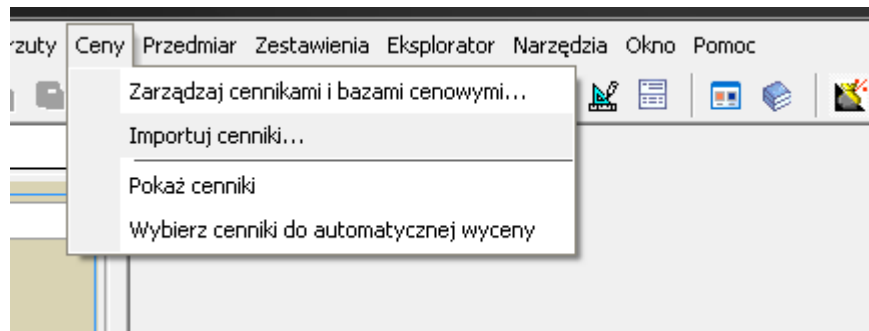 rzuty Ceny Przedmiar Zestawienia Eksplorator Narzędzia Okno Pomoc
Zarządzaj cennikami i bazami cenowymi...
Importuj cenniki...
Pokaż cenniki
Wybierz cenniki do automatycznej wyceny